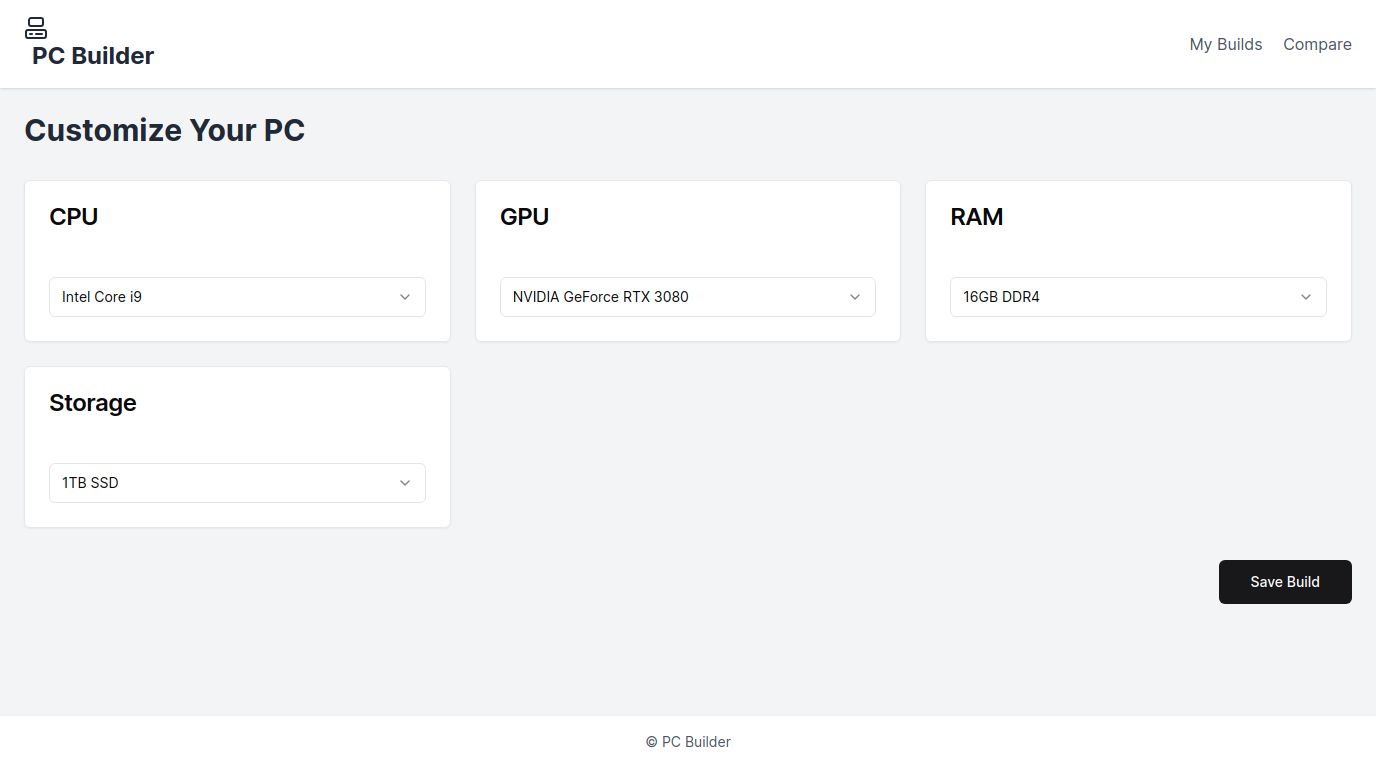 PC Builder
My Builds Compare
Customize Your PC
CPU
Intel Core i9
GPU
NVIDIA GeForce RTX 3080
RAM
16GB DDR4
Storage
1TB SSD
Save Build
© PC Builder